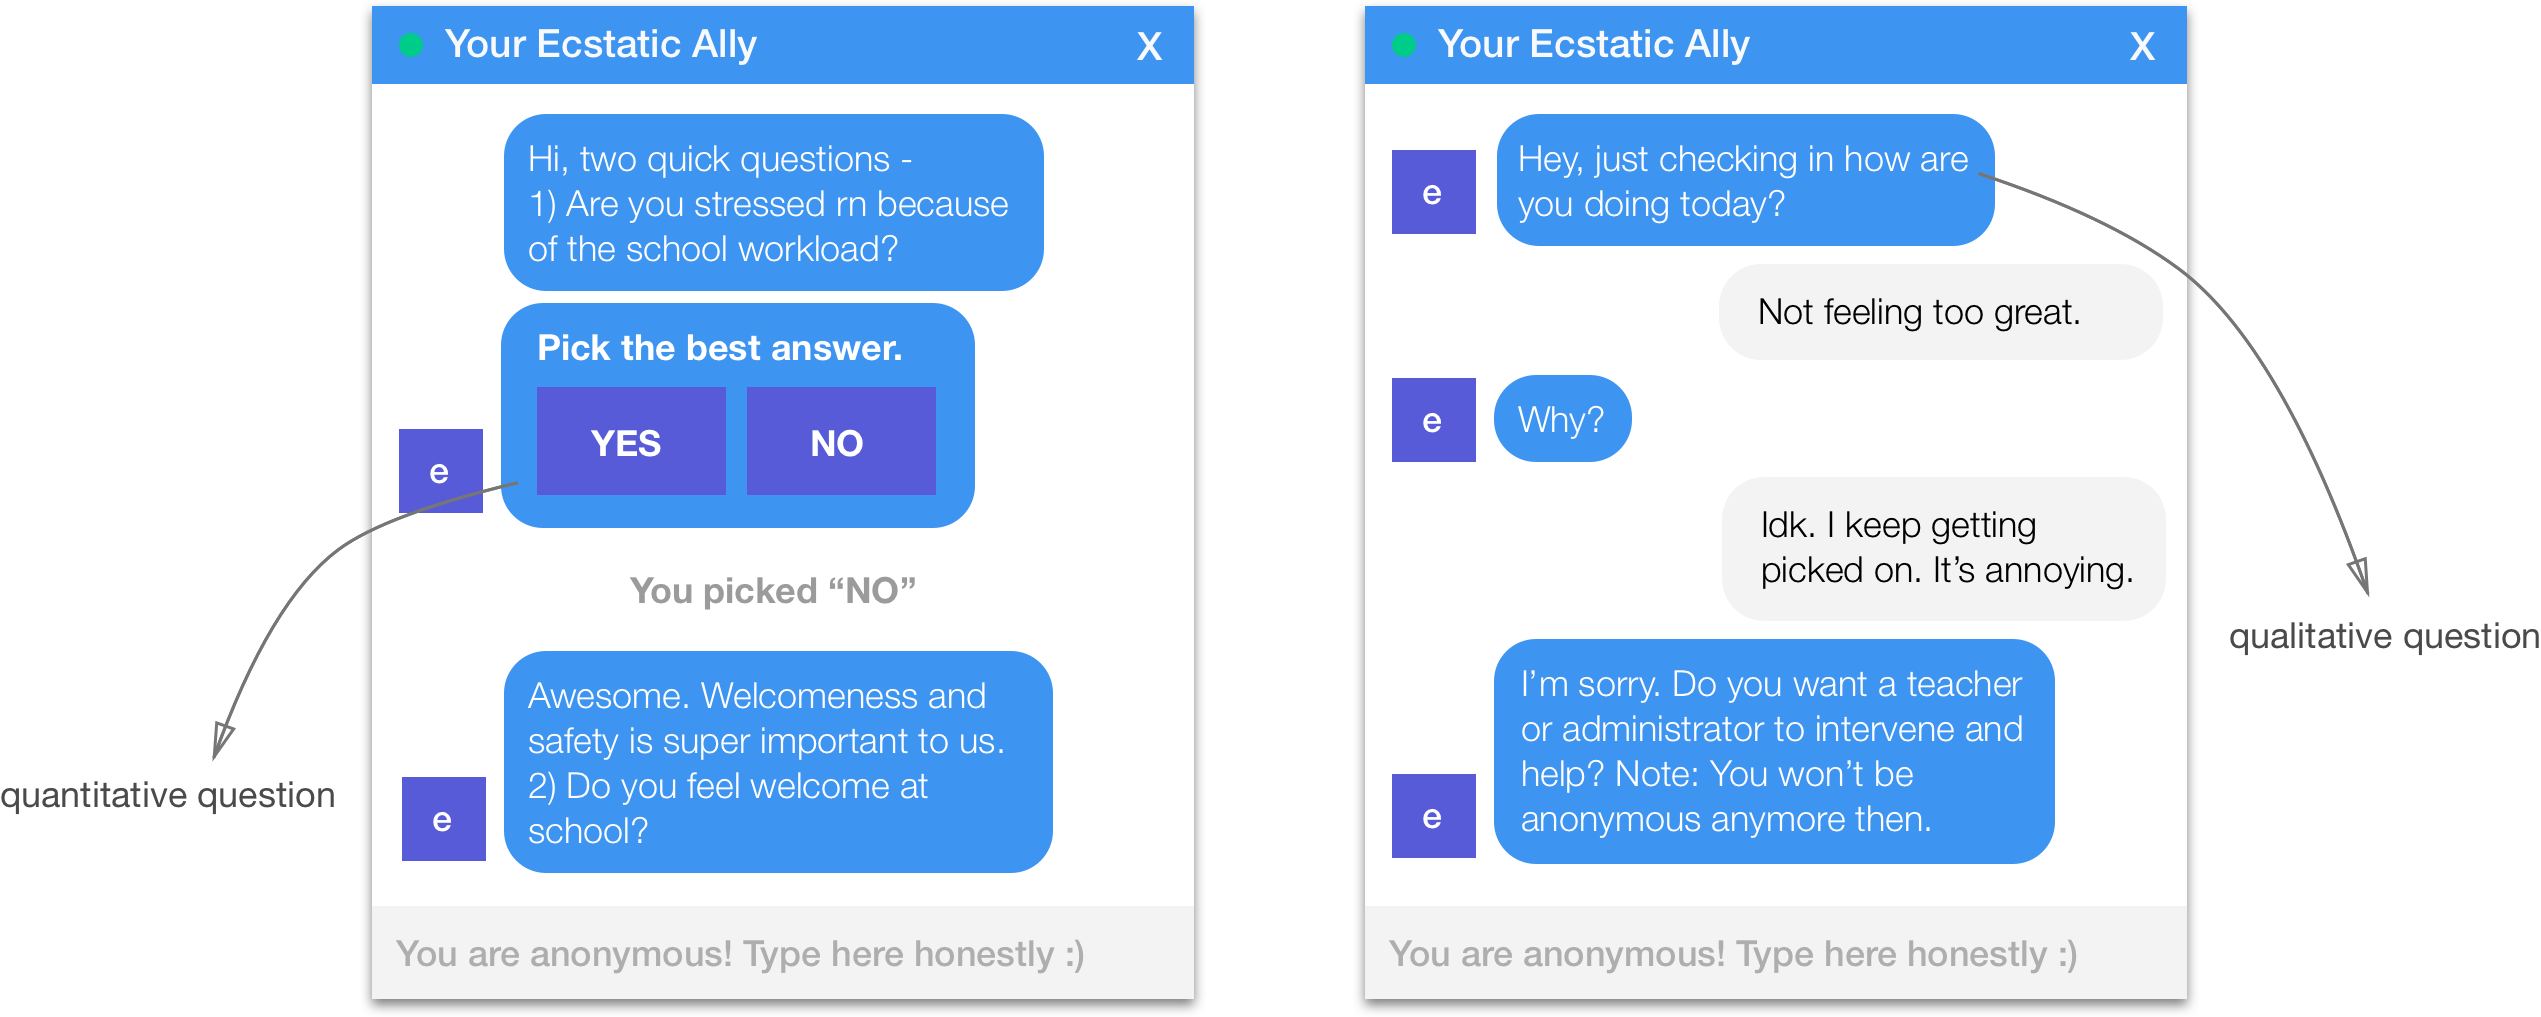 Your Ecstatic Ally
X
Hi, two quick questions -
1) Are you stressed rn because
of the school workload?
Pick the best answer.
YES
NO
e
You picked “NO”
Awesome. Welcomeness and
safety is super important to us.
2) Do you feel welcome at
school?
e
You are anonymous! Type here honestly :)
quantitative question
Your Ecstatic Ally
X
e
Hey, just checking in how are
you doing today?
Not feeling too great.
e
Why?
Idk. I keep getting
picked on. It’s annoying.
I’m sorry. Do you want a teacher
or administrator to intervene and
help? Note: You won’t be
anonymous anymore then.
e
You are anonymous! Type here honestly :)
qualitative question